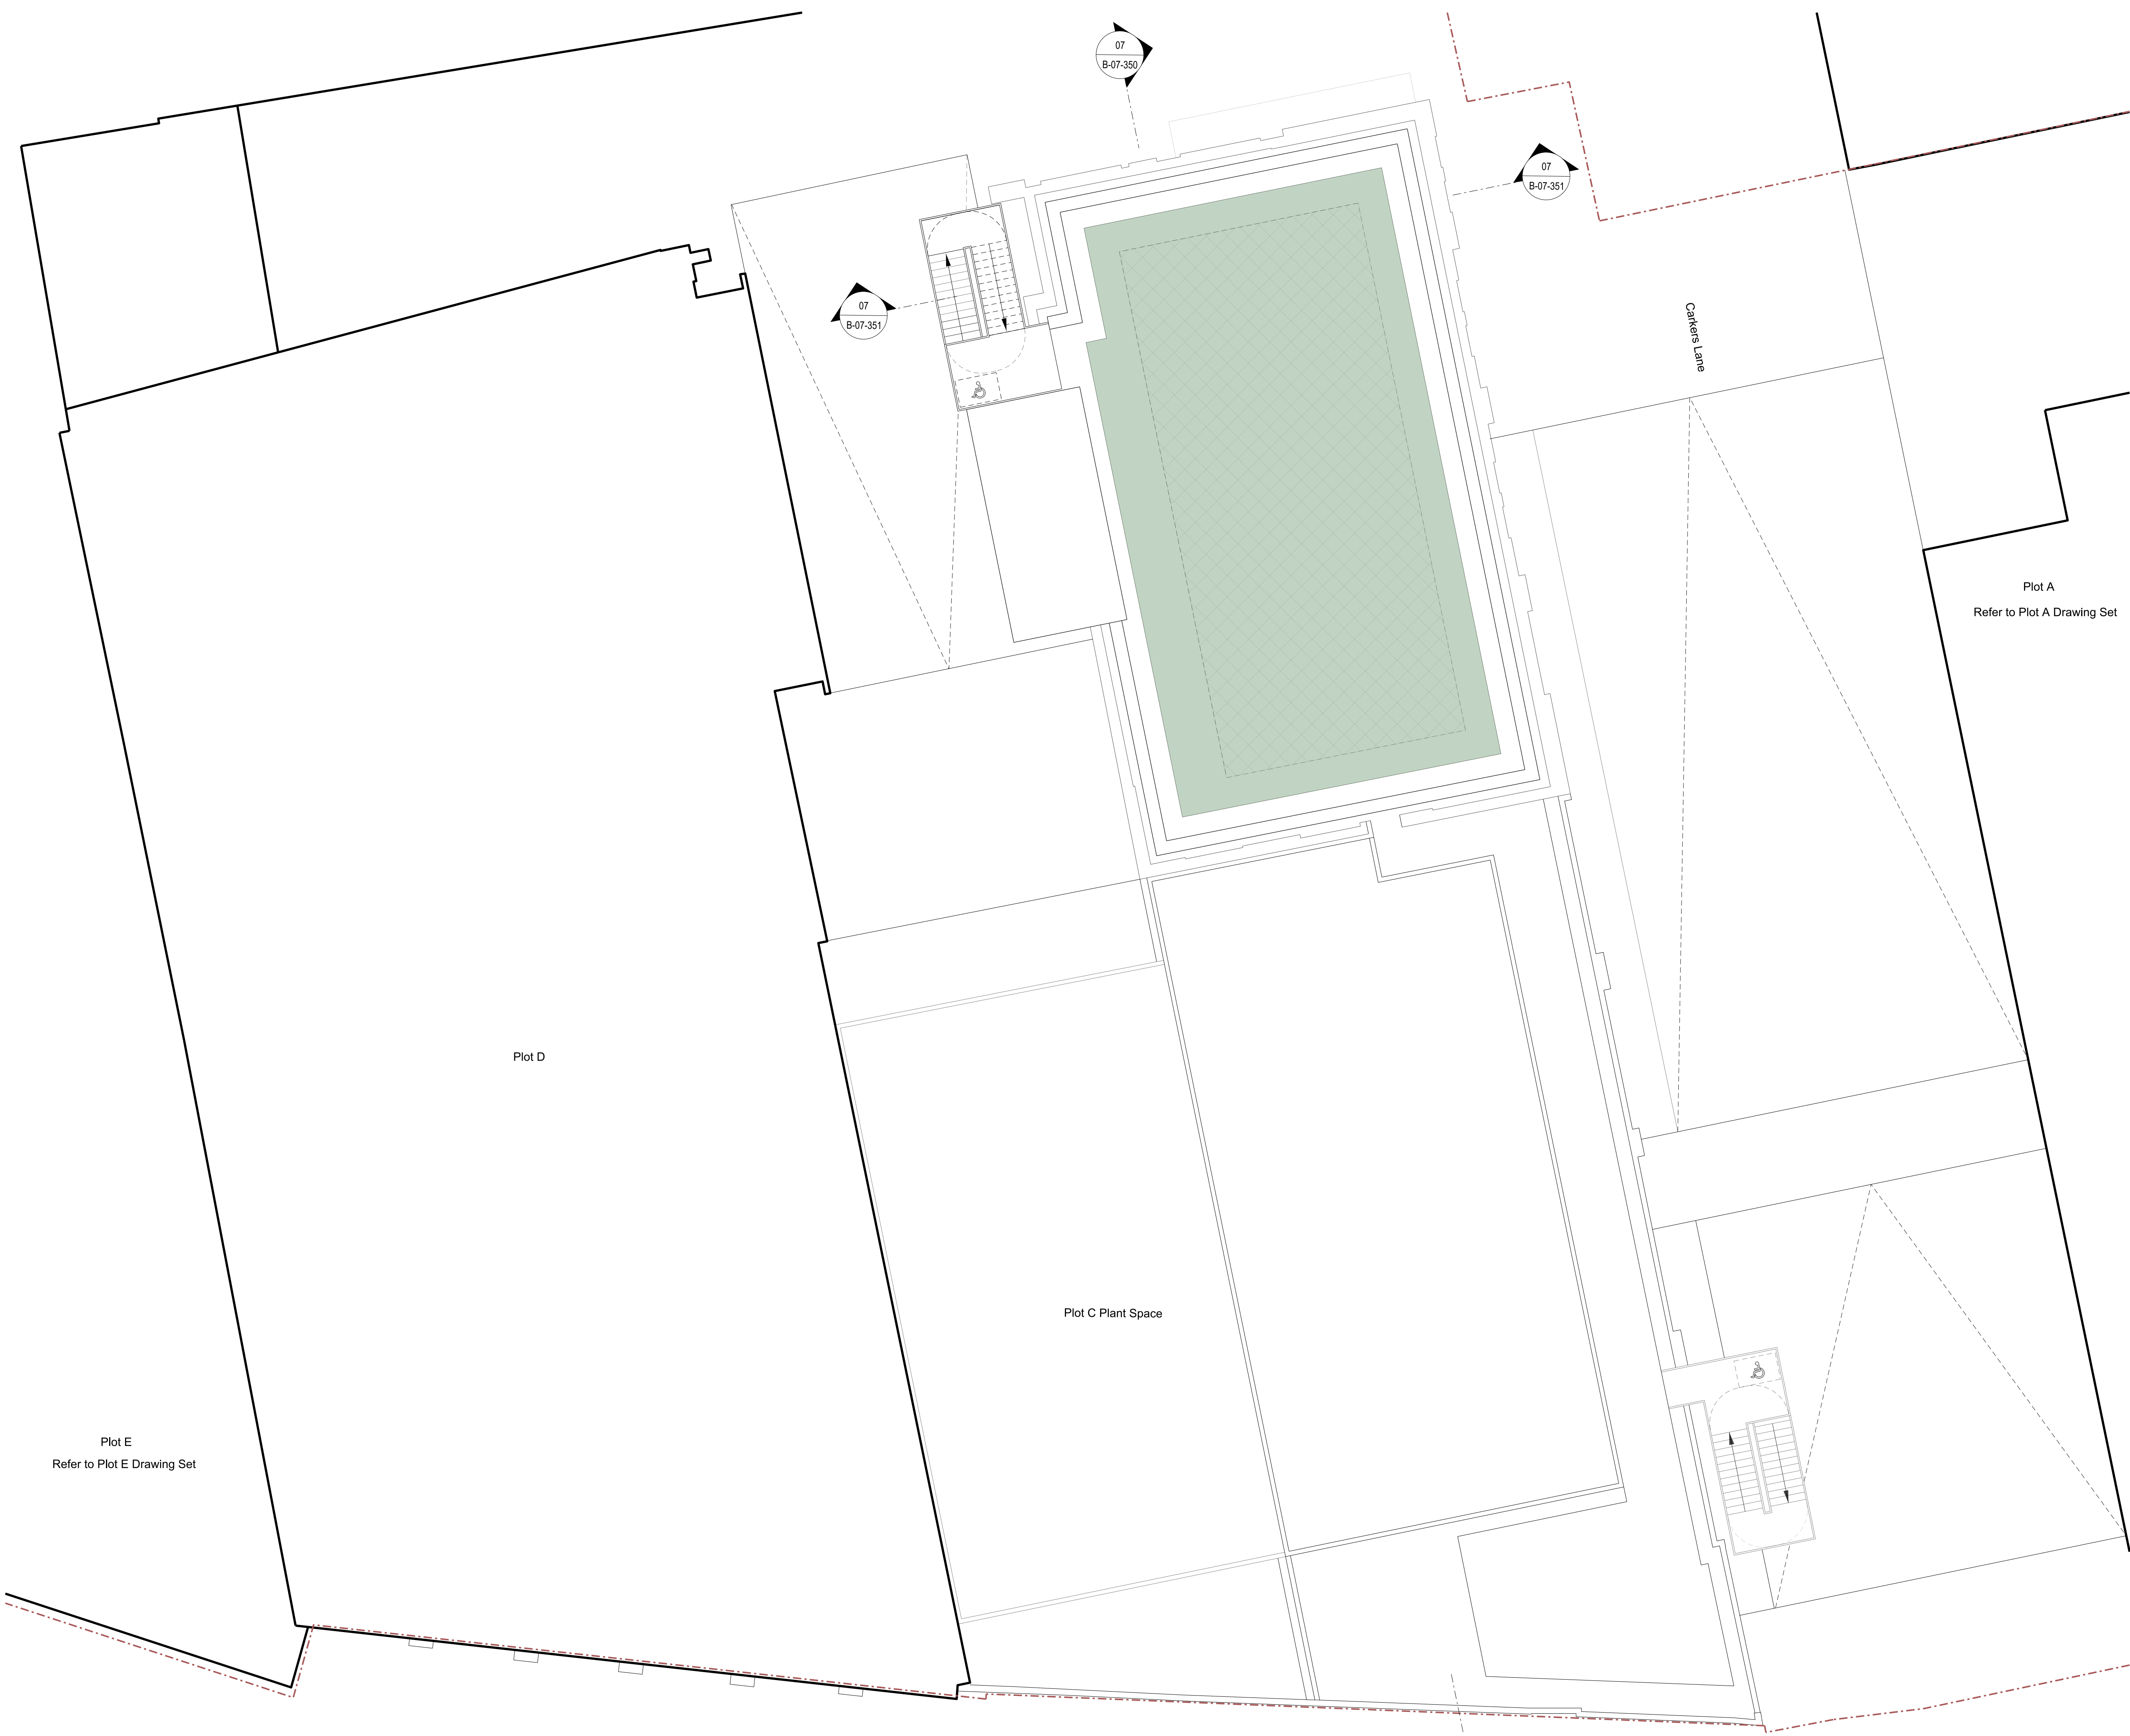 07
B-07-350
07
B-07-351
07
B-07-351
Carkers Lane
Plot A
Refer to Plot A Drawing Set
Plot D
Plot C Plant Space
Plot E
Refer to Plot E Drawing Set